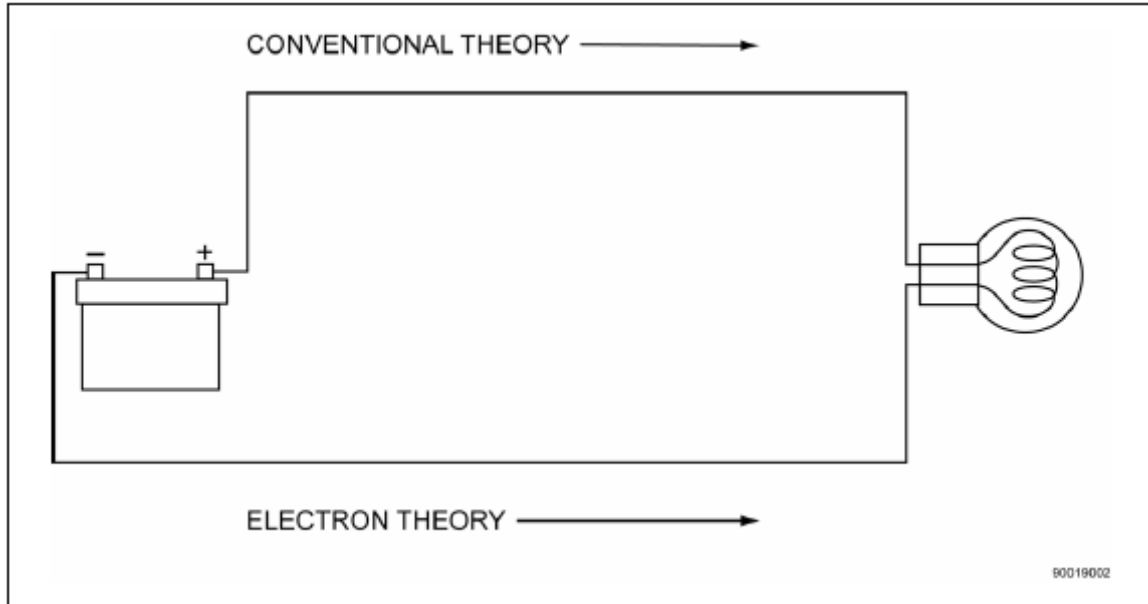 CONVENTIONAL THEORY
− +
ELECTRON THEORY
90019002